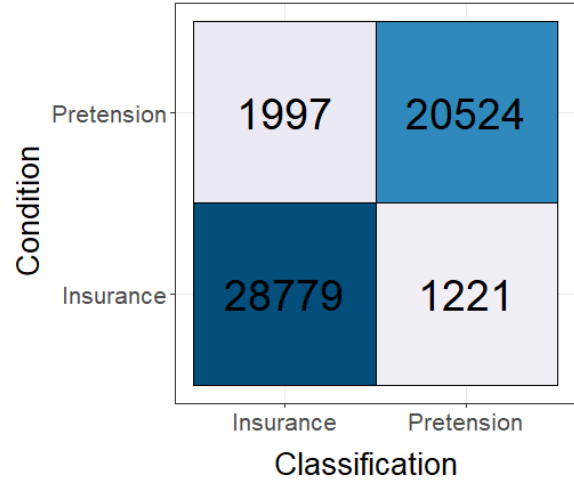 Condition
Pretension
1997 20524
Insurance
28779 1221
Insurance Pretension
Classification